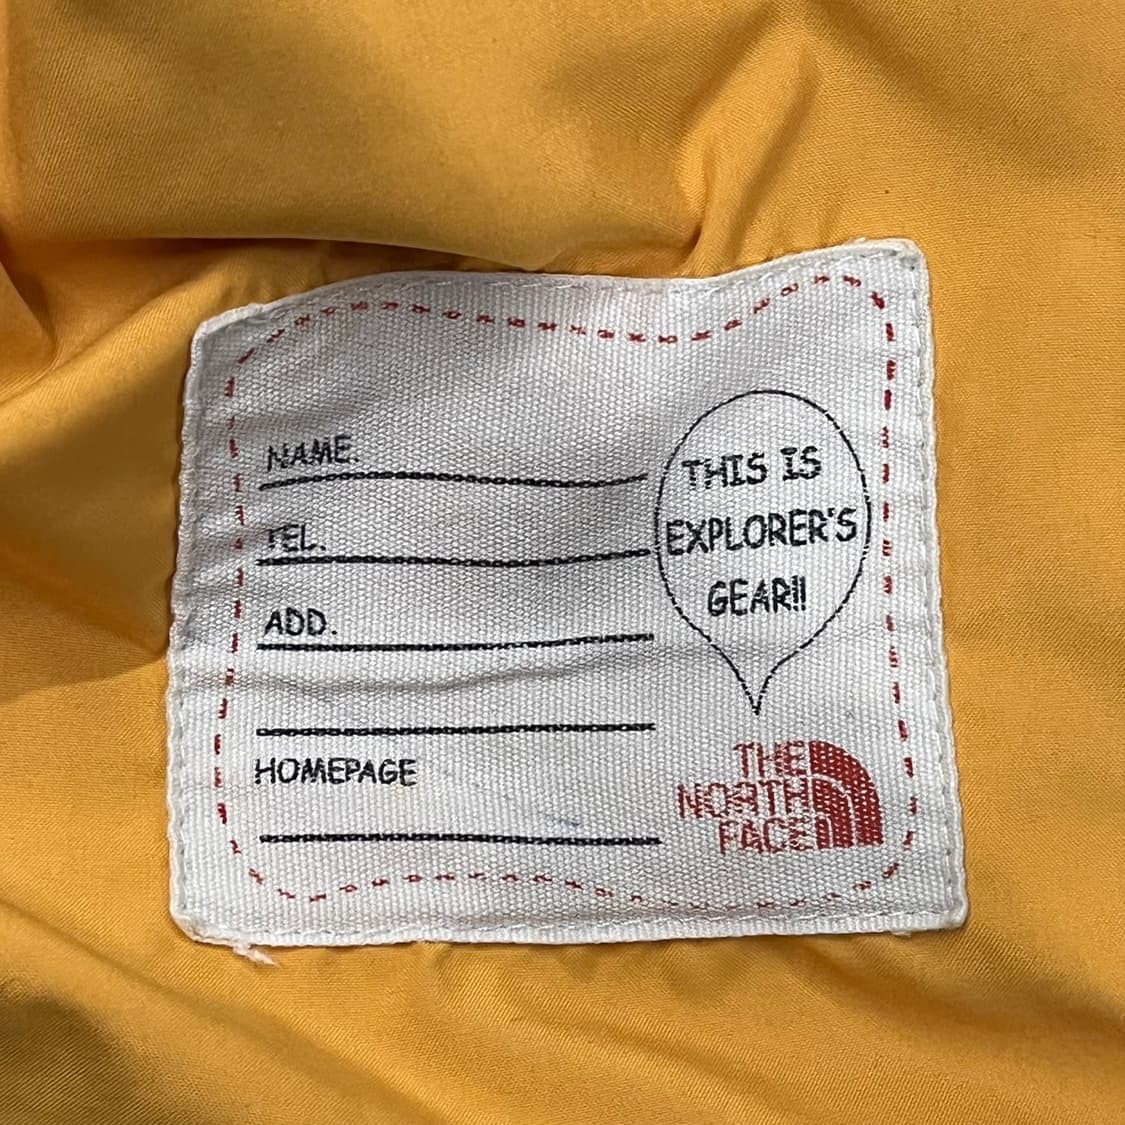 NAME.
TEL.
ADD.
HOMEPAGE
THIS IS
EXPLORER'S
GEAR!!
THE
NORTH
FACE